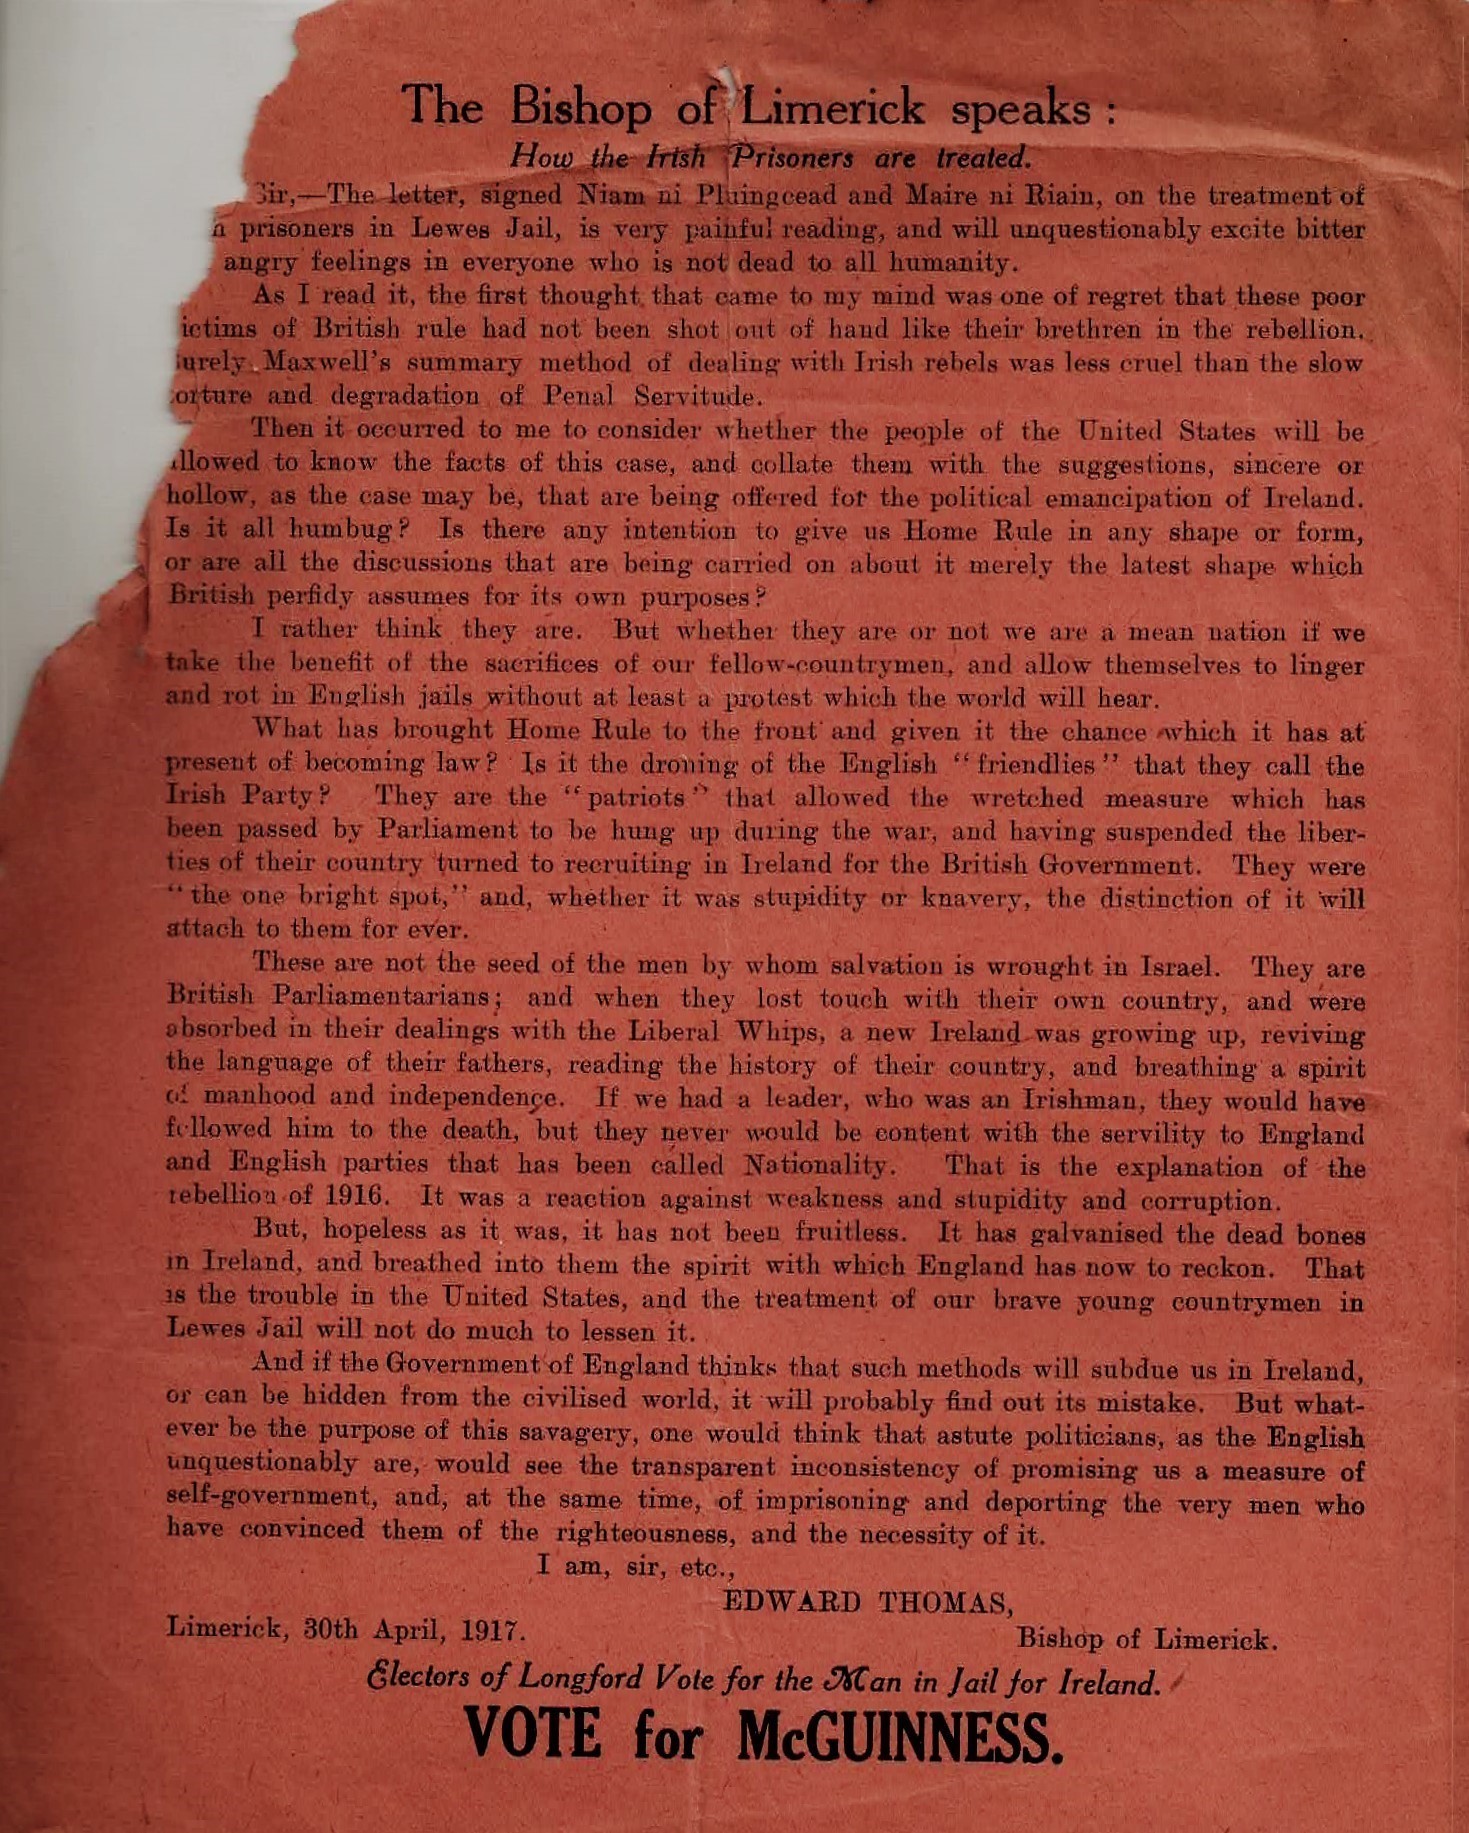 The Bishop of Limerick speaks :
How the Irish Prisoners are treated.
Sir,—The letter, signed Niam ni Pluingcead and Maire ni Riain, on the treatment of
prisoners in Lewes Jail, is very painful reading, and will unquestionably excite bitter
angry feelings in everyone who is not dead to all humanity.
As I read it, the first thought that came to my mind was one of regret that these poor
ictims of British rule had not been shot out of hand like their brethren in the rebellion.
urely Maxwell's summary method of dealing with Irish rebels was less cruel than the slow
orture and degradation of Penal Servitude.
Then it occurred to me to consider whether the people of the United States will be
llowed to know the facts of this case, and collate them with the suggestions, sincere or
hollow, as the case may be, that are being offered for the political emancipation of Ireland.
Is it all humbug? Is there any intention to give us Home Rule in any shape or form,
or are all the discussions that are being carried on about it merely the latest shape which
British perfidy assumes for its own purposes?
I rather think they are. But whether they are or not we are a mean nation if we
take the benefit of the sacrifices of our fellow-countrymen, and allow themselves to linger
and rot in English jails without at least a protest which the world will hear.
What has brought Home Rule to the front and given it the chance which it has at
present of becoming law? Is it the droning of the English "friendlies" that they call the
Irish Party? They are the "patriots" that allowed the wretched measure which has
been passed by Parliament to be hung up during the war, and having suspended the liber-
ties of their country turned to recruiting in Ireland for the British Government. They were
"the one bright spot," and, whether it was stupidity or knavery, the distinction of it will
attach to them for ever.
These are not the seed of the men by whom salvation is wrought in Israel. They are
British Parliamentarians; and when they lost touch with their own country, and were
absorbed in their dealings with the Liberal Whips, a new Ireland was growing up, reviving
the language of their fathers, reading the history of their country, and breathing a spirit
of manhood and independence. If we had a leader, who was an Irishman, they would have
followed him to the death, but they never would be content with the servility to England
and English parties that has been called Nationality. That is the explanation of the
rebellion of 1916. It was a reaction against weakness and stupidity and corruption.
But, hopeless as it was, it has not been fruitless. It has galvanised the dead bones
in Ireland, and breathed into them the spirit with which England has now to reckon. That
is the trouble in the United States, and the treatment of our brave young countrymen in
Lewes Jail will not do much to lessen it.
And if the Government of England thinks that such methods will subdue us in Ireland,
or can be hidden from the civilised world, it will probably find out its mistake. But what-
ever be the purpose of this savagery, one would think that astute politicians, as the English
unquestionably are, would see the transparent inconsistency of promising us a measure of
self-government, and, at the same time, of imprisoning and deporting the very men who
have convinced them of the righteousness, and the necessity of it.
I am, sir, etc.,
EDWARD THOMAS,
Limerick, 30th April, 1917.
Bishop of Limerick.
Electors of Longford Vote for the Man in Jail for Ireland.
VOTE for McGUINNESS.